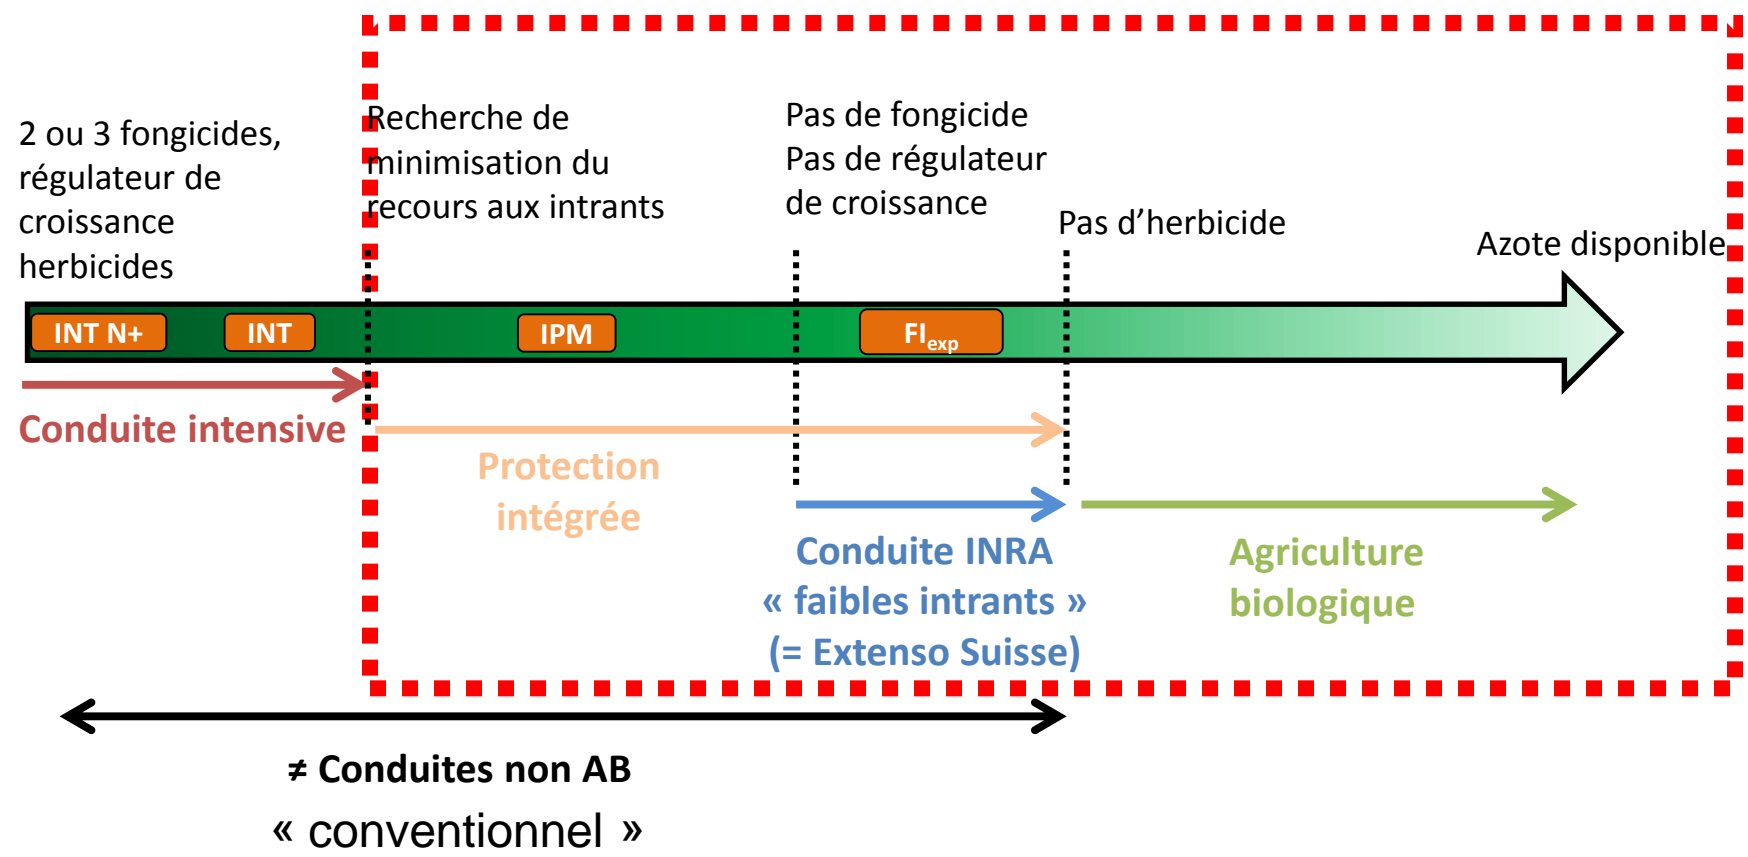 2 ou 3 fongicides,
régulateur de
croissance
herbicides
Recherche de
minimisation du
recours aux intrants
Pas de fongicide
Pas de régulateur
de croissance
Pas d’herbicide
Azote disponible
INT N+
INT
IPM
FIexp
Conduite intensive
Protection
intégrée
Conduite INRA
« faibles intrants »
(= Extenso Suisse)
Agriculture
biologique
≠ Conduites non AB
« conventionnel »